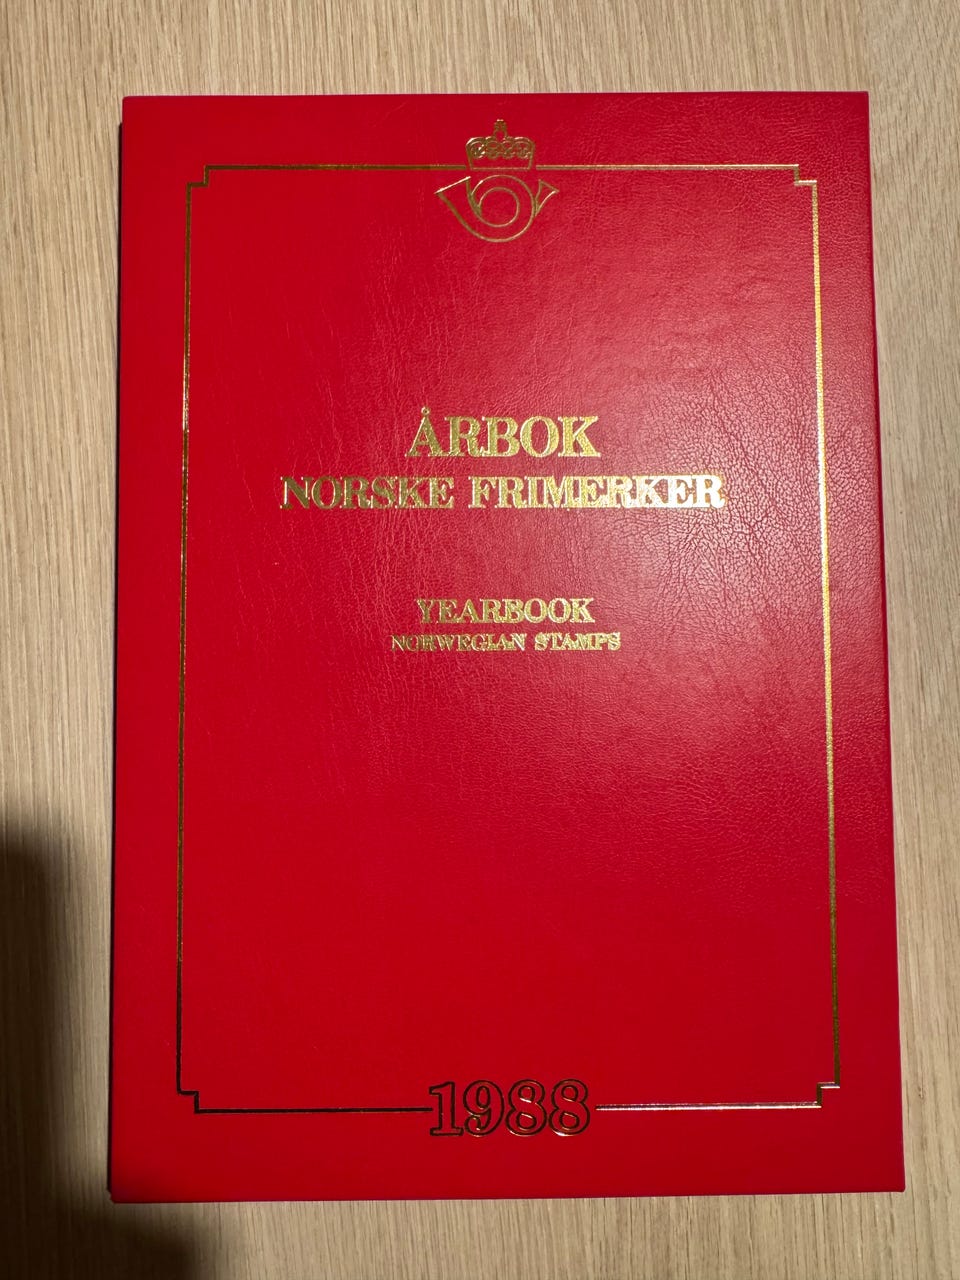 ÅRBOK
NORSKE FRIMERKER
YEARBOOK
NORWEGIAN STAMPS
1988